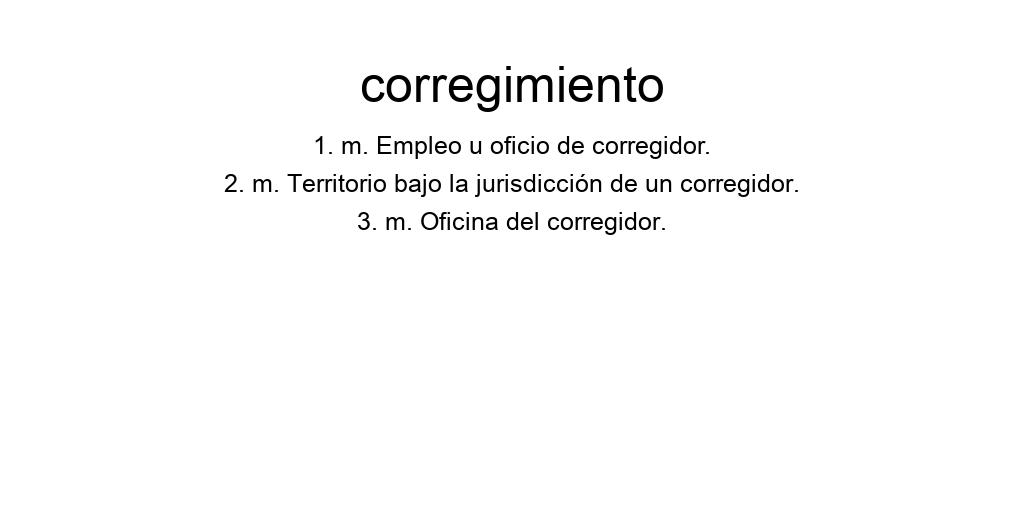 corregimiento
1. m. Empleo u oficio de corregidor.
2. m. Territorio bajo la jurisdicción de un corregidor.
3. m. Oficina del corregidor.